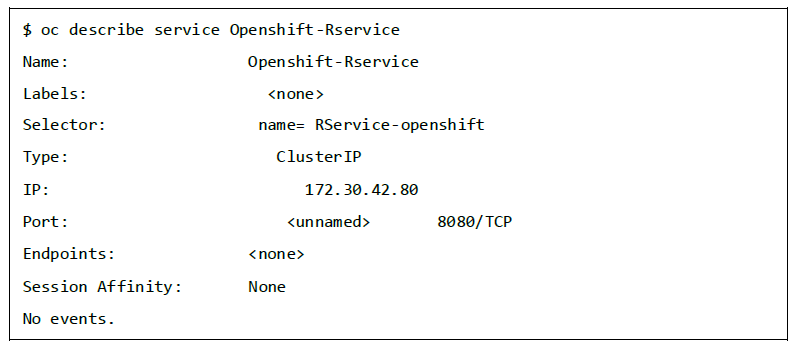 $ oc describe service Openshift-Rservice
Name: Openshift-Rservice
Labels: <none>
Selector: name= RService-openshift
Type: ClusterIP
IP: 172.30.42.80
Port: <unnamed> 8080/TCP
Endpoints: <none>
Session Affinity: None
No events.